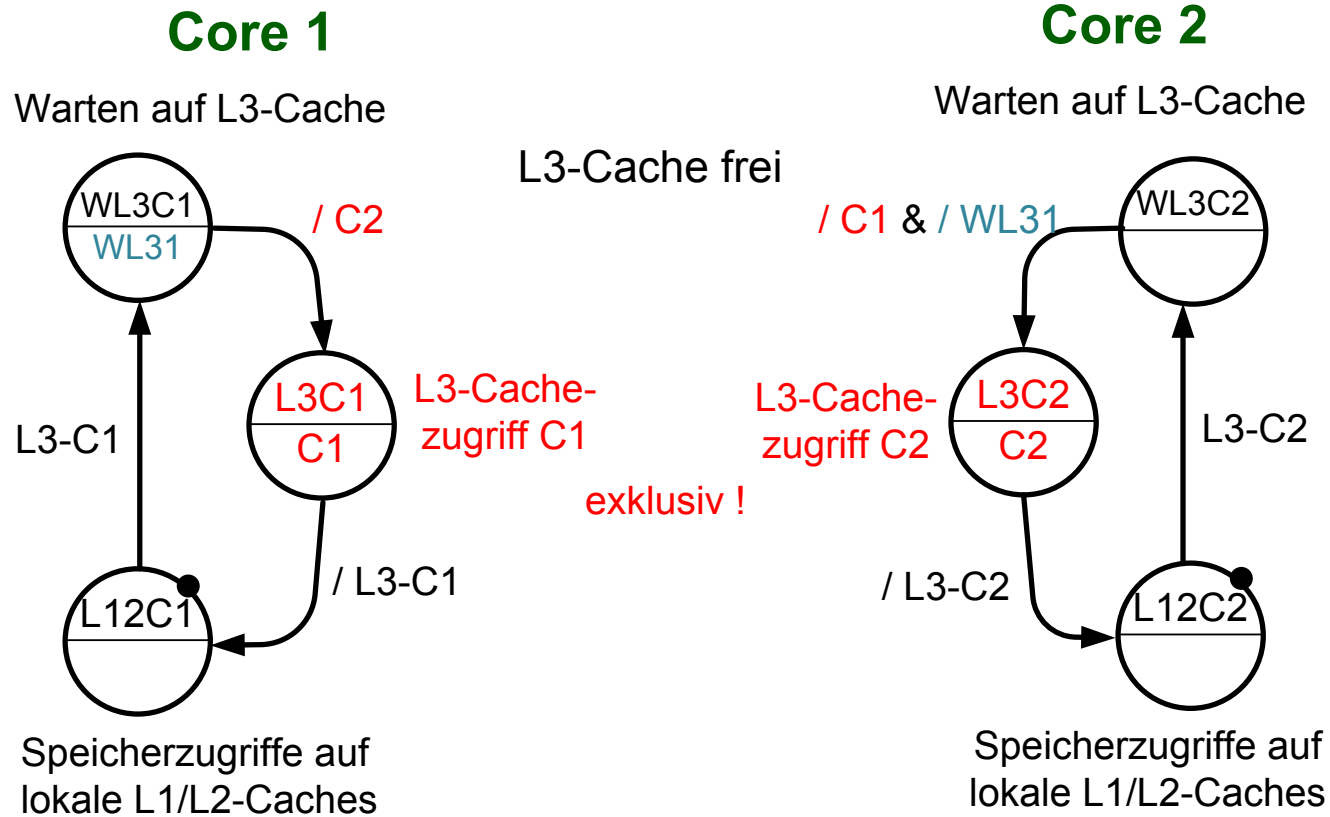 Core 1
Core 2
Warten auf L3-Cache
Warten auf L3-Cache
L3-Cache frei
WL3C1
WL31
/ C2
/ C1 & / WL31
WL3C2
L3C1
C1
L3-Cache-
zugriff C1
L3-Cache-
zugriff C2
L3C2
C2
L3-C1
L3-C2
exklusiv !
/ L3-C1
/ L3-C2
L12C1
L12C2
Speicherzugriffe auf
lokale L1/L2-Caches
Speicherzugriffe auf
lokale L1/L2-Caches